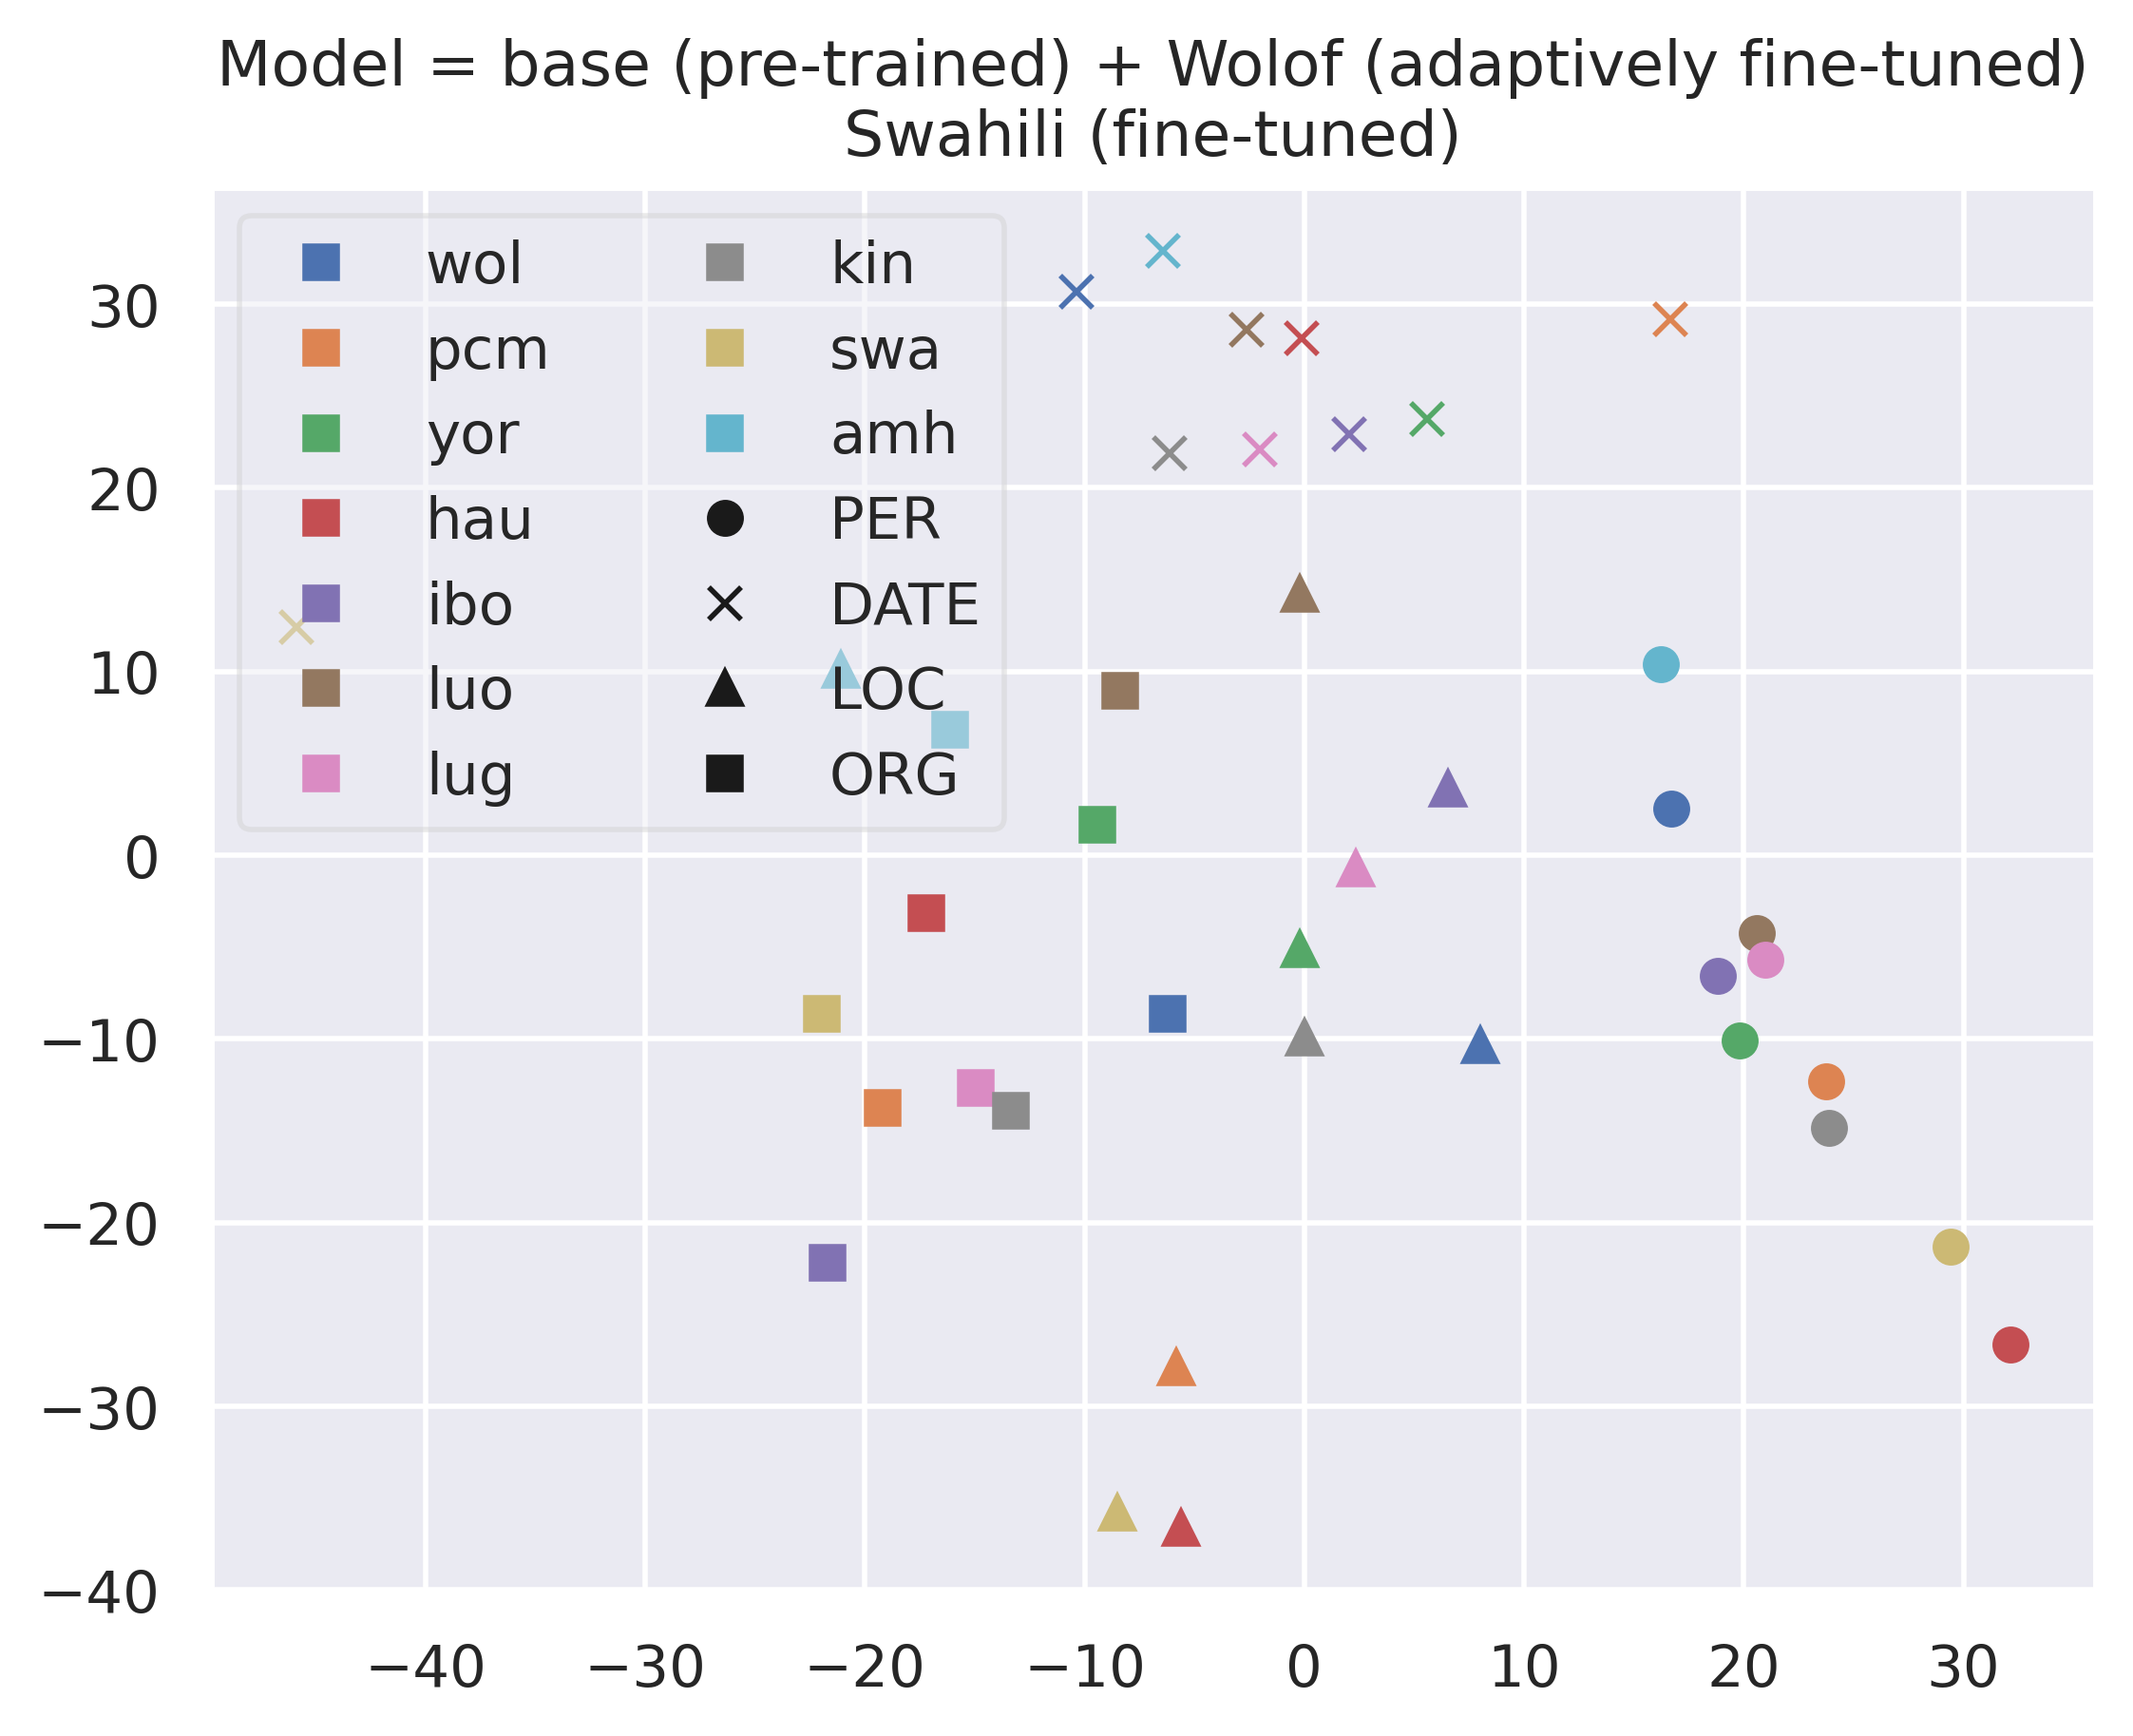 Model = base (pre-trained) + Wolof (adaptively fine-tuned)
Swahili (fine-tuned)
wol
pcm
yor
hau
ibo
luo
lug
kin
swa
amh
PER
DATE
LOC
ORG
30
20
10
0
−10
−20
−30
−40
−40
−30
−20
−10
0
10
20
30